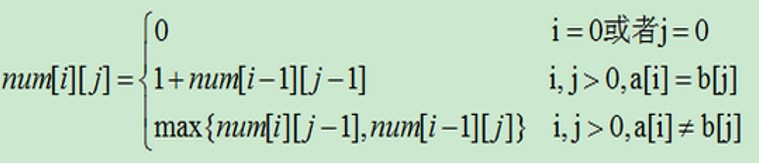 0 i = 0或者j = 0
num[i][j] = { 1 + num[i−1][j−1] i, j > 0, a[i] = b[j]
max{num[i][j−1], num[i−1][j]} i, j > 0, a[i] ≠ b[j]